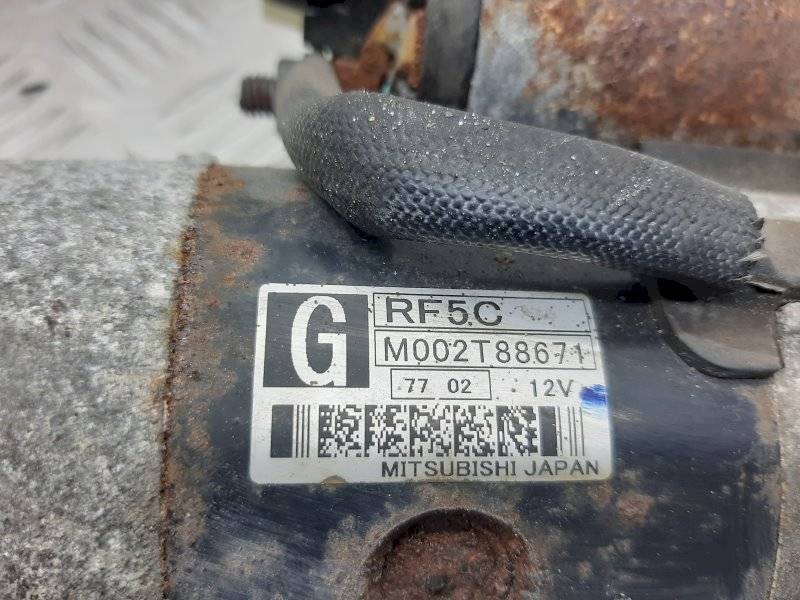 G
RF5C
M002T88671
77 02 12V
MITSUBISHI JAPAN